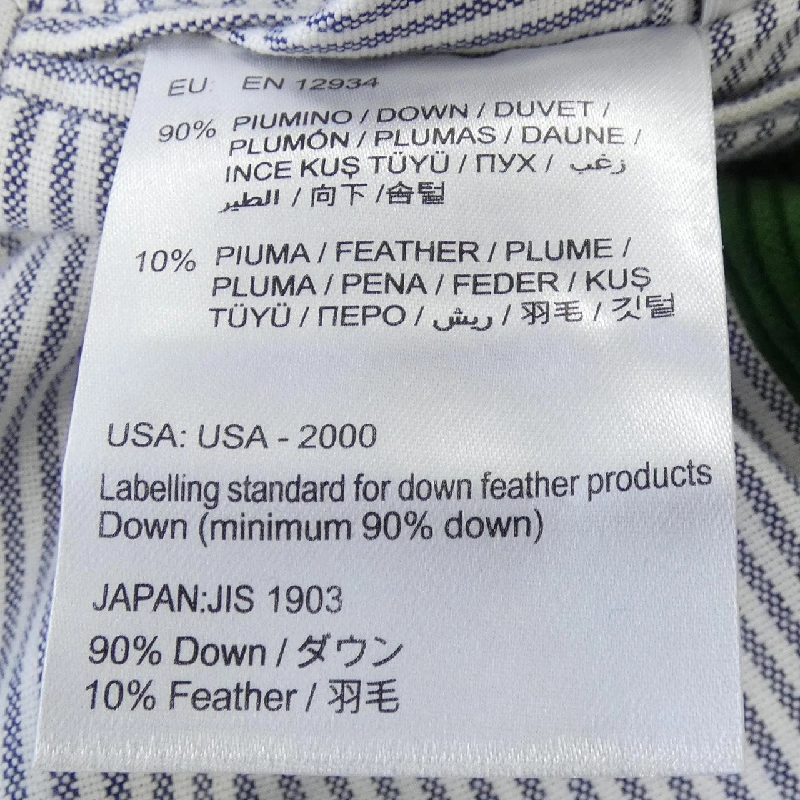 EU: EN 12934
90% PIUMINO / DOWN / DUVET /
PLUMÓN / PLUMAS / DAUNE /
INCE KUŞ TÜYÜ / ПУХ / زغب
الطير / 向下 /솜털
10% PIUMA / FEATHER / PLUME /
PLUMA / PENA / FEDER / KUŞ
TÜYÜ / ПЕРО / ريش / 羽毛 / 깃털
USA: USA - 2000
Labelling standard for down feather products
Down (minimum 90% down)
JAPAN:JIS 1903
90% Down / ダウン
10% Feather / 羽毛